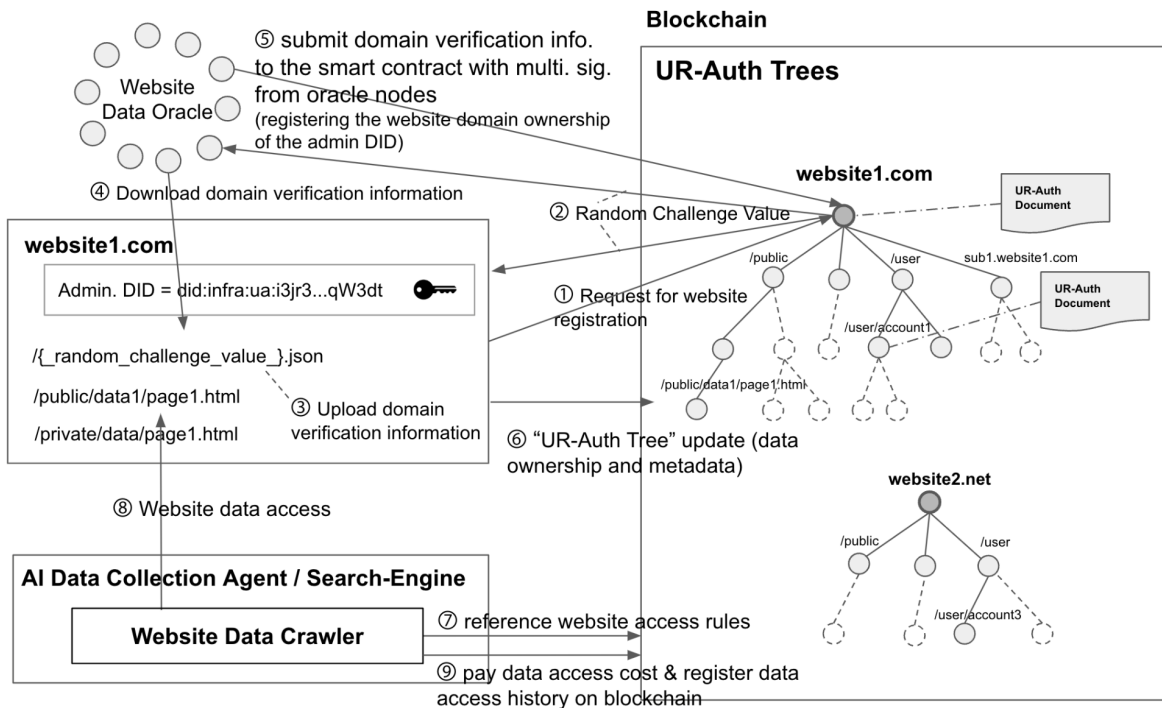 Blockchain
⑤ submit domain verification info.
to the smart contract with multi. sig.
from oracle nodes
(registering the website domain ownership
of the admin DID)
Website
Data Oracle
UR-Auth Trees
④ Download domain verification information
② Random Challenge Value
website1.com
UR-Auth
Document
website1.com
Admin. DID = did:infra:ua:i3jr3...qW3dt
/{_random_challenge_value_}.json
/public/data1/page1.html
/private/data/page1.html
③ Upload domain
verification information
① Request for website
registration
/public
/user
sub1.website1.com
UR-Auth
Document
/user/account1
/public/data1/page1.html
⑥ “UR-Auth Tree” update (data
ownership and metadata)
website2.net
/public
/user
/user/account3
⑧ Website data access
AI Data Collection Agent / Search-Engine
Website Data Crawler
⑦ reference website access rules
⑨ pay data access cost & register data
access history on blockchain